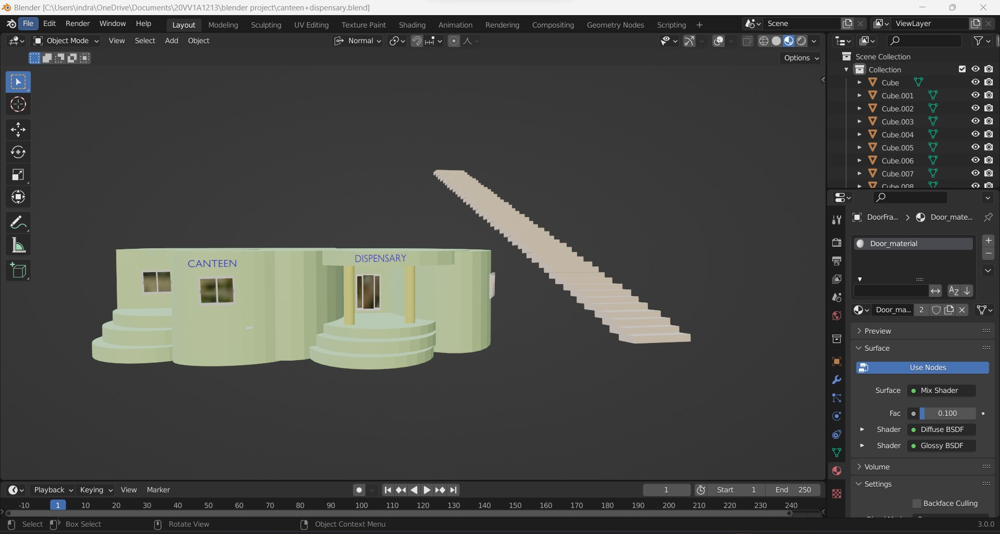 Blender [C:\Users\indra\OneDrive\Documents\20VV1A1213\blender project\canteen+dispensary.blend]
File Edit Render Window Help Layout Modeling Sculpting UV Editing Texture Paint Shading Animation Rendering Compositing Geometry Nodes Scripting + Scene ViewLayer
Object Mode View Select Add Object Normal
Options
Scene Collection
Collection
Cube
Cube.001
Cube.002
Cube.003
Cube.004
Cube.005
Cube.006
Cube.007
Cube.008
CANTEEN
DISPENSARY
DoorFra... > Door_mate...
Door_material
Door_ma... 2
Preview
Surface
Use Nodes
Surface Mix Shader
Fac 0.100
Shader Diffuse BSDF
Shader Glossy BSDF
Volume
Settings
Backface Culling
Playback Keying View Marker 1 Start 1 End 250
-10 1 10 20 30 40 50 60 70 80 90 100 110 120 130 140 150 160 170 180 190 200 210 220 230 240
Select Box Select Rotate View Object Context Menu 3.0.0